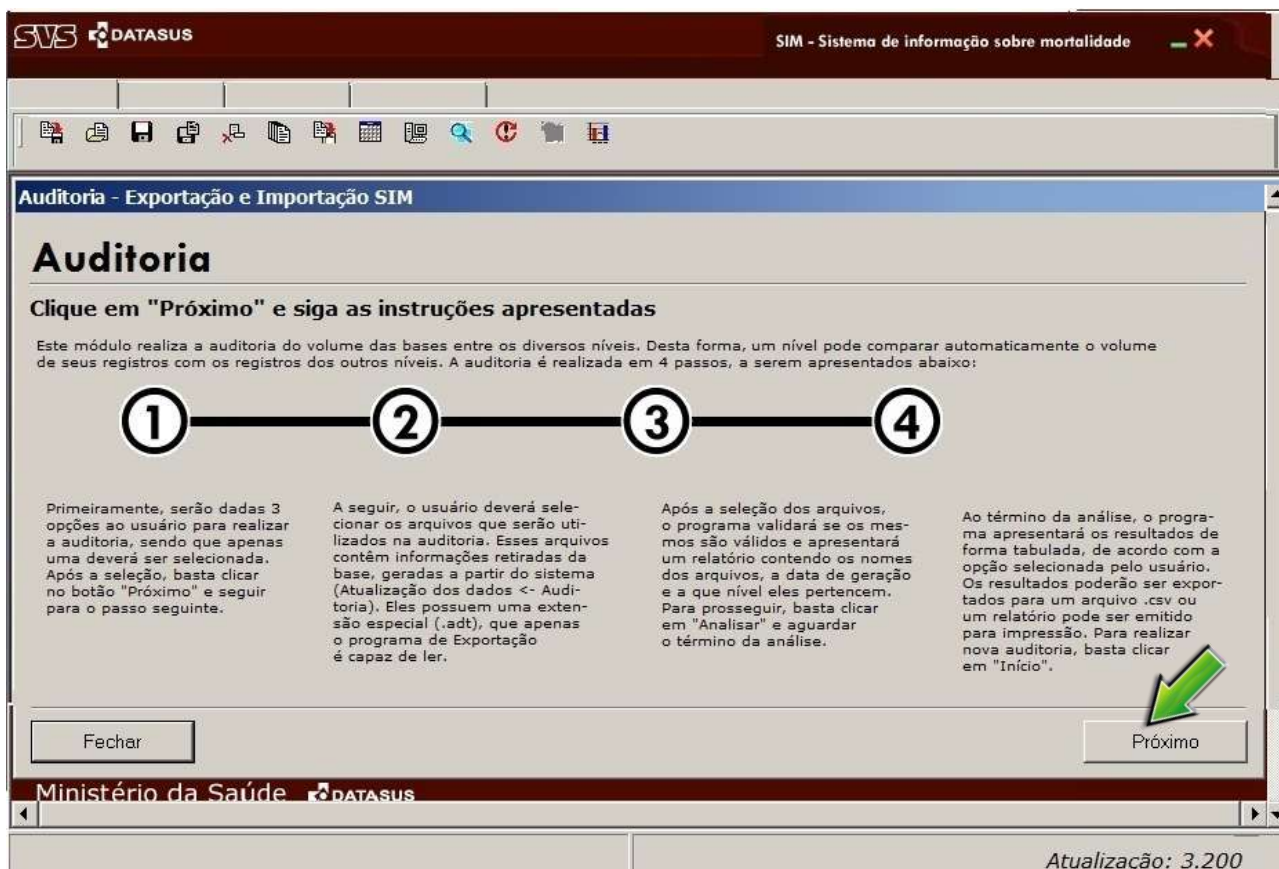 SVS DATASUS
SIM - Sistema de informação sobre mortalidade
Auditoria - Exportação e Importação SIM
Auditoria
Clique em "Próximo" e siga as instruções apresentadas
Este módulo realiza a auditoria do volume das bases entre os diversos níveis. Desta forma, um nível pode comparar automaticamente o volume
de seus registros com os registros dos outros níveis. A auditoria é realizada em 4 passos, a serem apresentados abaixo:
1
2
3
4
Primeiramente, serão dadas 3
opções ao usuário para realizar
a auditoria, sendo que apenas
uma deverá ser selecionada.
Após a seleção, basta clicar
no botão "Próximo" e seguir
para o passo seguinte.
A seguir, o usuário deverá sele-
cionar os arquivos que serão uti-
lizados na auditoria. Esses arquivos
contêm informações retiradas da
base, geradas a partir do sistema
(Atualização dos dados <- Audi-
toria). Eles possuem uma exten-
são especial (.adt), que apenas
o programa de Exportação
é capaz de ler.
Após a seleção dos arquivos,
o programa validará se os mes-
mos são válidos e apresentará
um relatório contendo os nomes
dos arquivos, a data de geração
e a que nível eles pertencem.
Para prosseguir, basta clicar
em "Analisar" e aguardar
o término da análise.
Ao término da análise, o progra-
ma apresentará os resultados de
forma tabulada, de acordo com a
opção selecionada pelo usuário.
Os resultados poderão ser expor-
tados para um arquivo .csv ou
um relatório pode ser emitido
para impressão. Para realizar
nova auditoria, basta clicar
em "Início".
Fechar
Próximo
Ministério da Saúde DATASUS
Atualização: 3.200